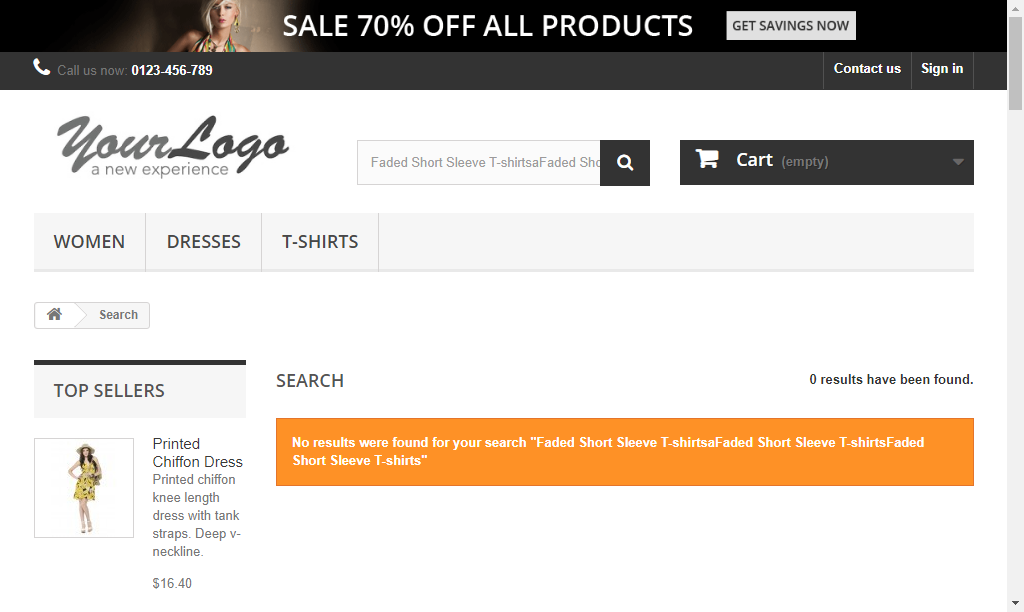 SALE 70% OFF ALL PRODUCTS
GET SAVINGS NOW
Call us now: 0123-456-789
Contact us
Sign in
YourLogo
a new experience
Faded Short Sleeve T-shirtsaFaded Sho
Cart (empty)
WOMEN
DRESSES
T-SHIRTS
Search
TOP SELLERS
Printed
Chiffon Dress
Printed chiffon
knee length
dress with tank
straps. Deep v-
neckline.
$16.40
SEARCH
0 results have been found.
No results were found for your search "Faded Short Sleeve T-shirtsaFaded Short Sleeve T-shirtsFaded
Short Sleeve T-shirts"